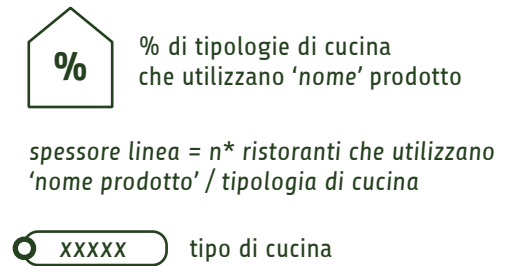 %
% di tipologie di cucina
che utilizzano ‘nome’ prodotto
spessore linea = n* ristoranti che utilizzano
‘nome prodotto’ / tipologia di cucina
xxxxx
tipo di cucina